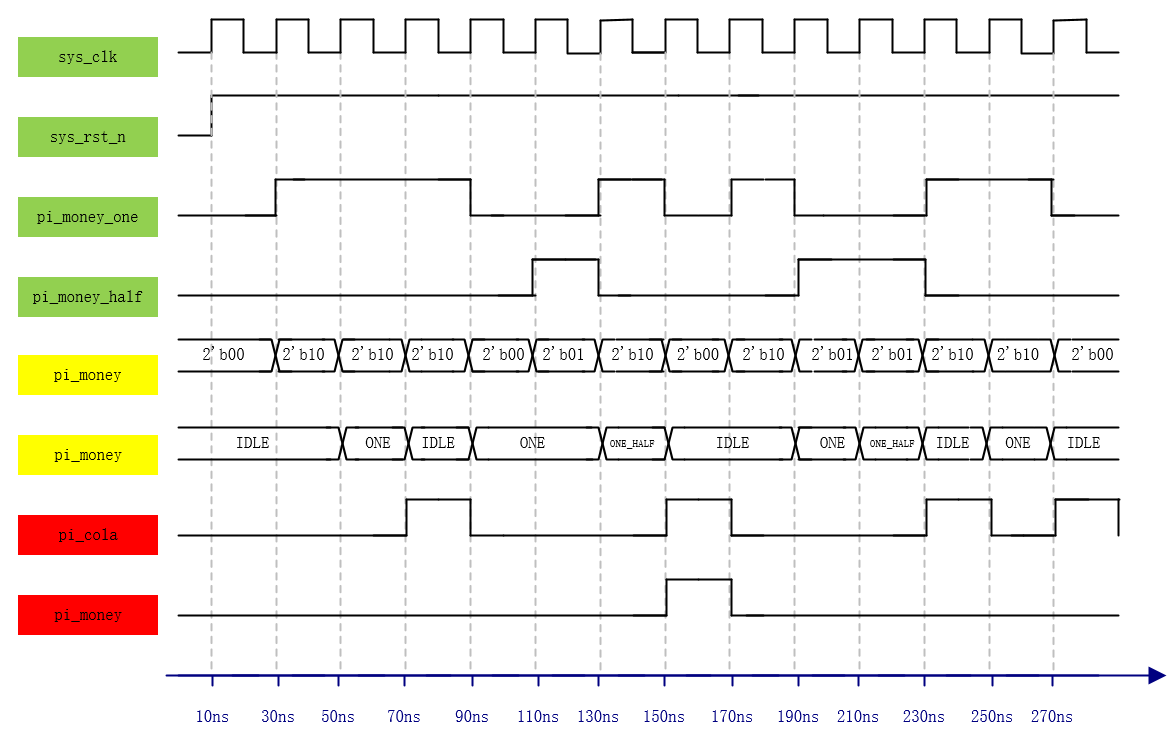 sys_clk
sys_rst_n
pi_money_one
pi_money_half
pi_money 2'b00 2'b10 2'b10 2'b10 2'b00 2'b01 2'b10 2'b00 2'b10 2'b01 2'b01 2'b10 2'b10 2'b00
pi_money IDLE ONE IDLE ONE ONE_HALF IDLE ONE ONE_HALF IDLE ONE IDLE
pi_cola
pi_money
10ns 30ns 50ns 70ns 90ns 110ns 130ns 150ns 170ns 190ns 210ns 230ns 250ns 270ns